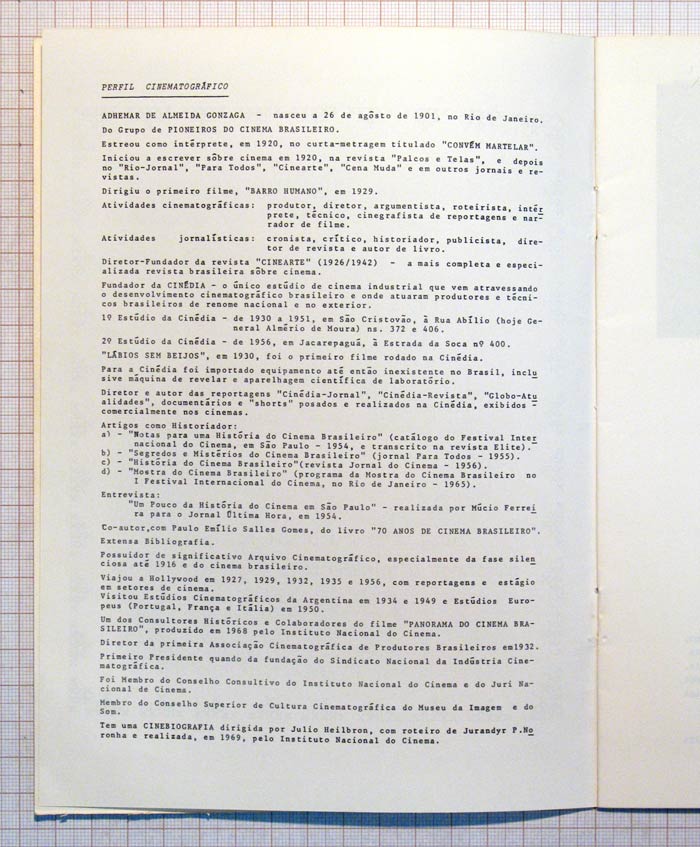 PERFIL CINEMATOGRÁFICO
ADHEMAR DE ALMEIDA GONZAGA - nasceu a 26 de agôsto de 1901, no Rio de Janeiro.
Do Grupo de PIONEIROS DO CINEMA BRASILEIRO.
Estreou como intérprete, em 1920, no curta-metragem titulado "CONVÉM MARTELAR".
Iniciou a escrever sôbre cinema em 1920, na revista "Palcos e Telas", e depois
no "Rio-Jornal", "Para Todos", "Cinearte", "Cena Muda" e em outros jornais e re-
vistas.
Dirigiu o primeiro filme, "BARRO HUMANO", em 1929.
Atividades cinematográficas: produtor, diretor, argumentista, roteirista, intér
prete, técnico, cinegrafista de reportagens e nar-
rador de filme.
Atividades jornalísticas: cronista, crítico, historiador, publicista, dire-
tor de revista e autor de livro.
Diretor-Fundador da revista "CINEARTE" (1926/1942) - a mais completa e especi-
alizada revista brasileira sôbre cinema.
Fundador da CINÉDIA - o único estúdio de cinema industrial que vem atravessando
o desenvolvimento cinematográfico brasileiro e onde atuaram produtores e técni-
cos brasileiros de renome nacional e no exterior.
1º Estúdio da Cinédia - de 1930 a 1951, em São Cristovão, à Rua Abílio (hoje Ge-
neral Almério de Moura) ns. 372 e 406.
2º Estúdio da Cinédia - de 1956, em Jacarepaguá, à Estrada da Soca nº 400.
"LÁBIOS SEM BEIJOS", em 1930, foi o primeiro filme rodado na Cinédia.
Para a Cinédia foi importado equipamento até então inexistente no Brasil, inclu
sive máquina de revelar e aparelhagem científica de laboratório.
Diretor e autor das reportagens "Cinédia-Jornal", "Cinédia-Revista", "Globo-Atu
alidades", documentários e "shorts" posados e realizados na Cinédia, exibidos
comercialmente nos cinemas.
Artigos como Historiador:
a) - "Notas para uma História do Cinema Brasileiro" (catálogo do Festival Inter
nacional do Cinema, em São Paulo - 1954, e transcrito na revista Elite).
b) - "Segredos e Mistérios do Cinema Brasileiro" (jornal Para Todos - 1955).
c) - "História do Cinema Brasileiro"(revista Jornal do Cinema - 1956).
d) - "Mostra do Cinema Brasileiro" (programa da Mostra do Cinema Brasileiro no
I Festival Internacional do Cinema, no Rio de Janeiro - 1965).
Entrevista:
"Um Pouco da História do Cinema em São Paulo" - realizada por Múcio Ferrei
ra para o Jornal Última Hora, em 1954.
Co-autor,com Paulo Emílio Salles Gomes, do livro "70 ANOS DE CINEMA BRASILEIRO".
Extensa Bibliografia.
Possuidor de significativo Arquivo Cinematográfico, especialmente da fase silen
ciosa até 1916 e do cinema brasileiro.
Viajou a Hollywood em 1927, 1929, 1932, 1935 e 1956, com reportagens e estágio
em setores de cinema.
Visitou Estúdios Cinematográficos da Argentina em 1934 e 1949 e Estúdios Euro-
peus (Portugal, França e Itália) em 1950.
Um dos Consultores Históricos e Colaboradores do filme "PANORAMA DO CINEMA BRA-
SILEIRO", produzido em 1968 pelo Instituto Nacional do Cinema.
Diretor da primeira Associação Cinematográfica de Produtores Brasileiros em1932.
Primeiro Presidente quando da fundação do Sindicato Nacional da Indústria Cine-
matográfica.
Foi Membro do Conselho Consultivo do Instituto Nacional do Cinema e do Juri Na-
cional de Cinema.
Membro do Conselho Superior de Cultura Cinematográfica do Museu da Imagem e do
Som.
Tem uma CINEBIOGRAFIA dirigida por Julio Heilbron, com roteiro de Jurandyr P.No
ronha e realizada, em 1969, pelo Instituto Nacional do Cinema.